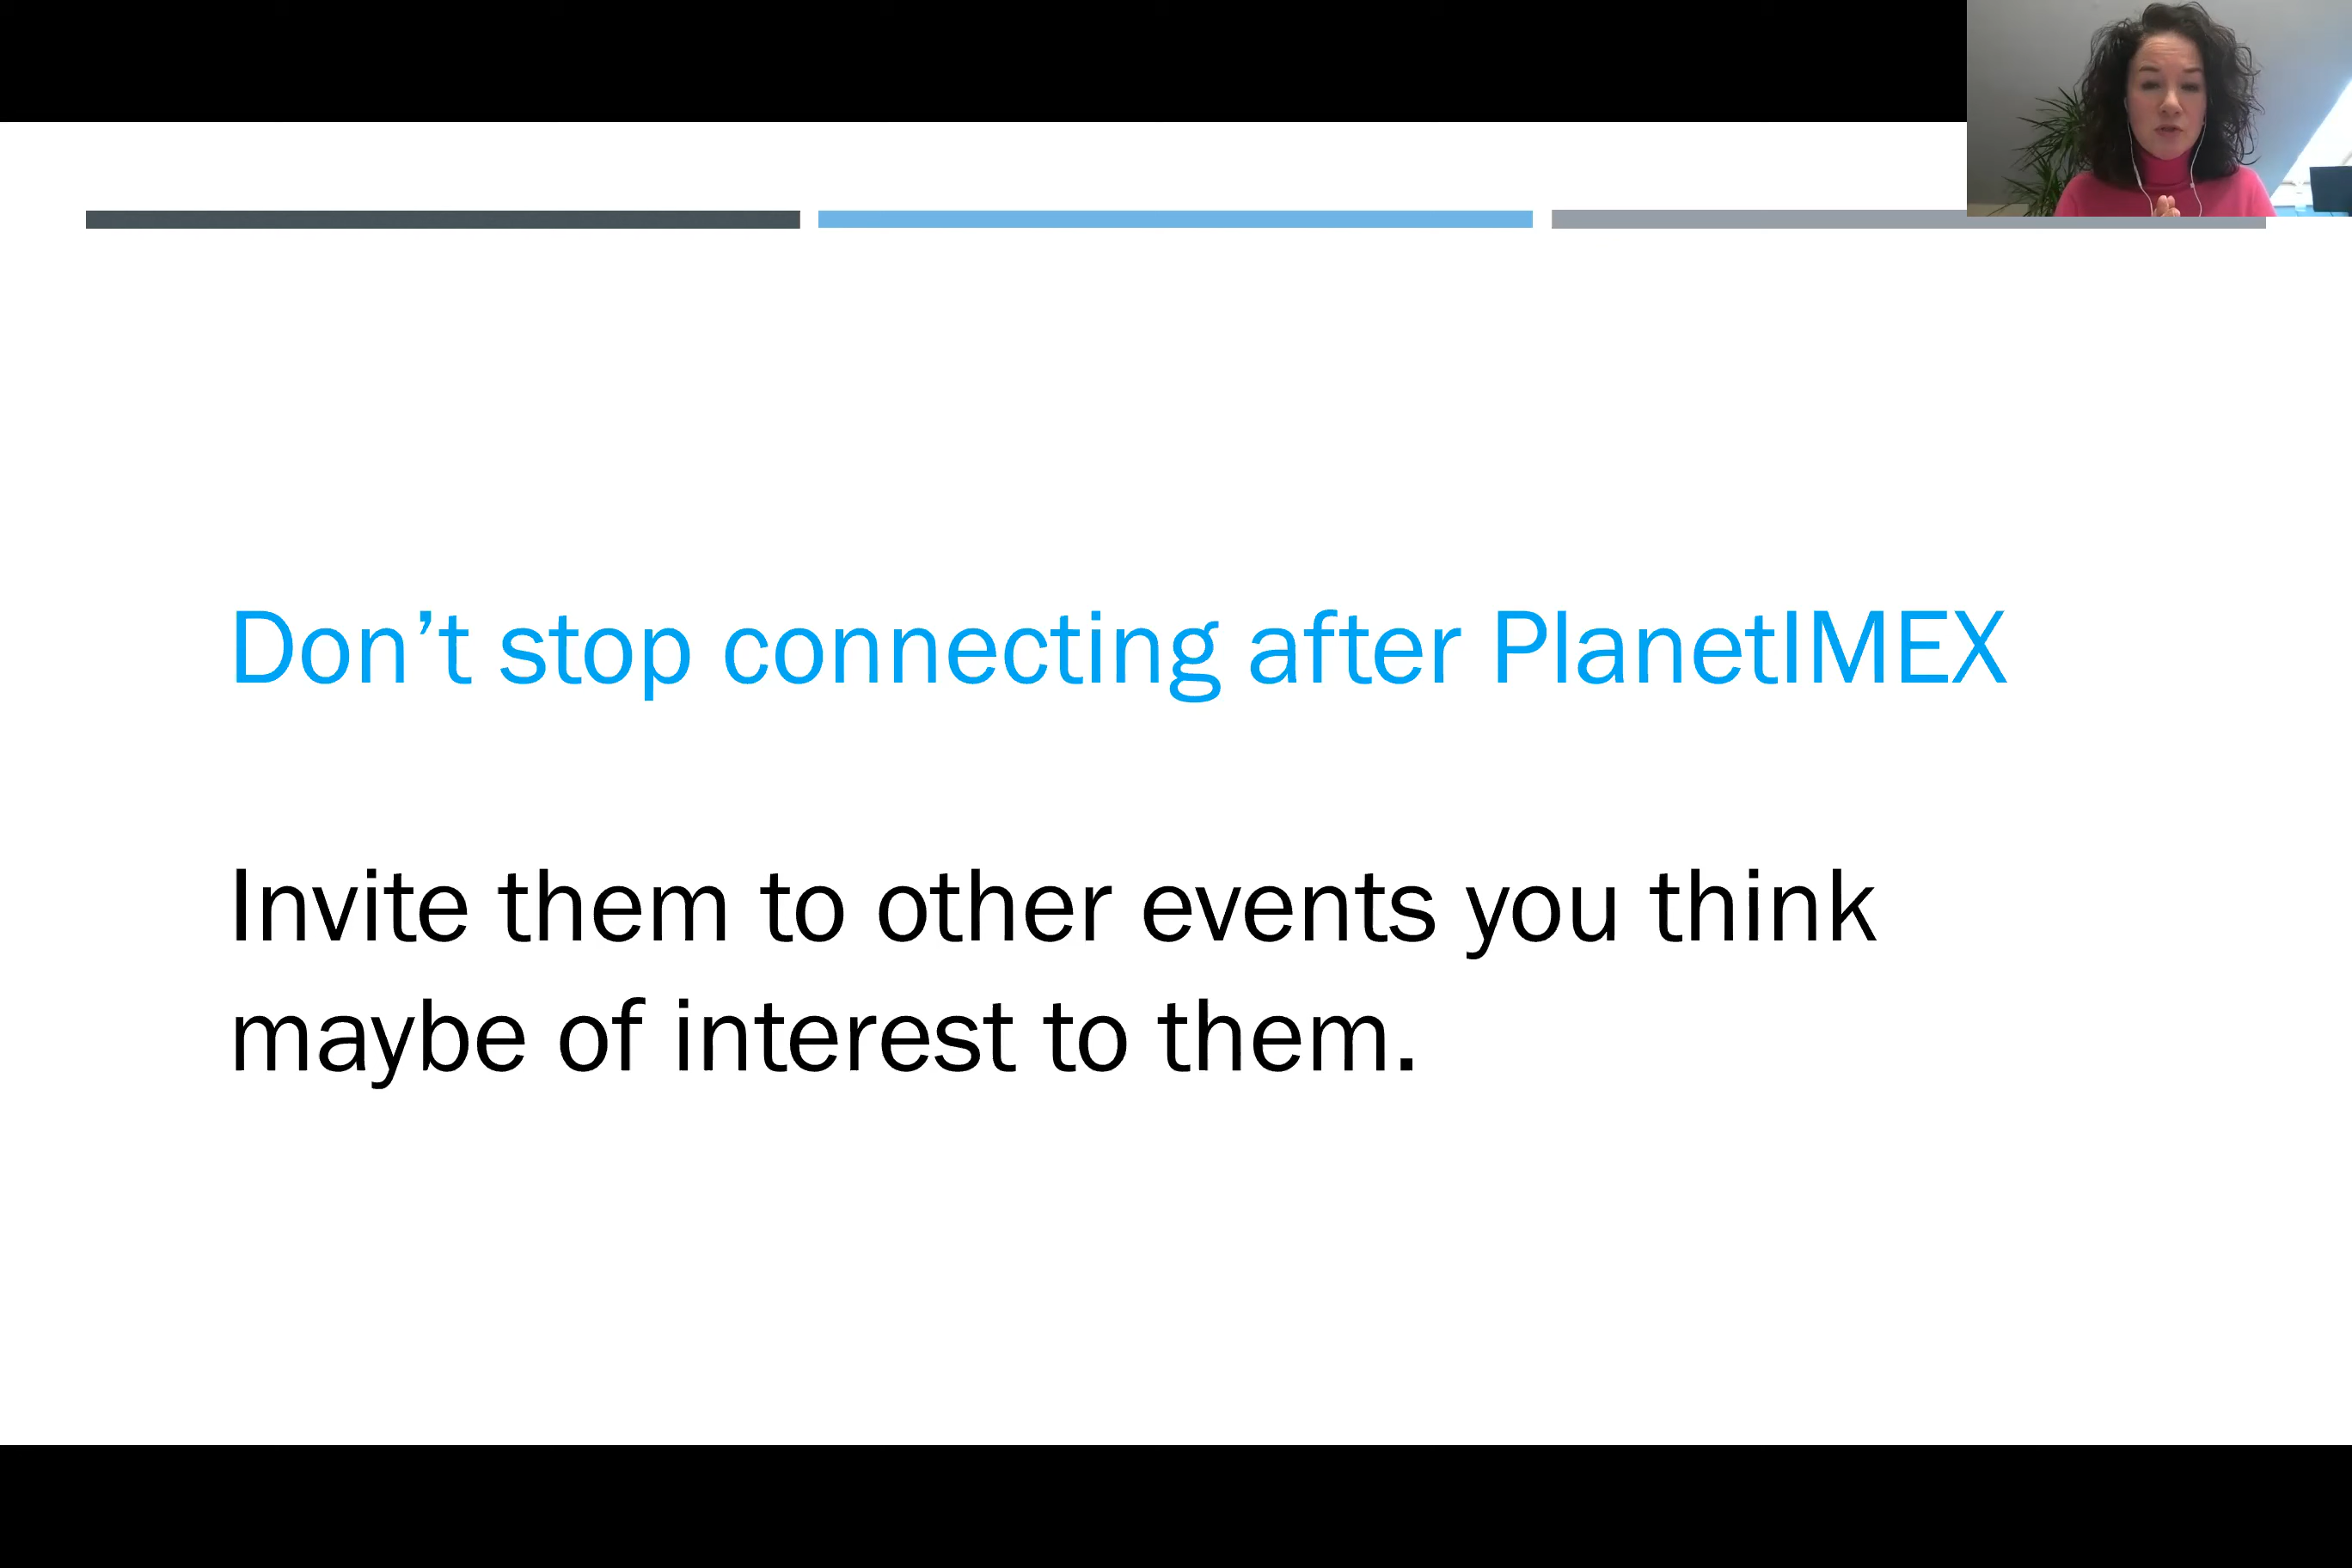 Don’t stop connecting after PlanetIMEX
Invite them to other events you think
maybe of interest to them.